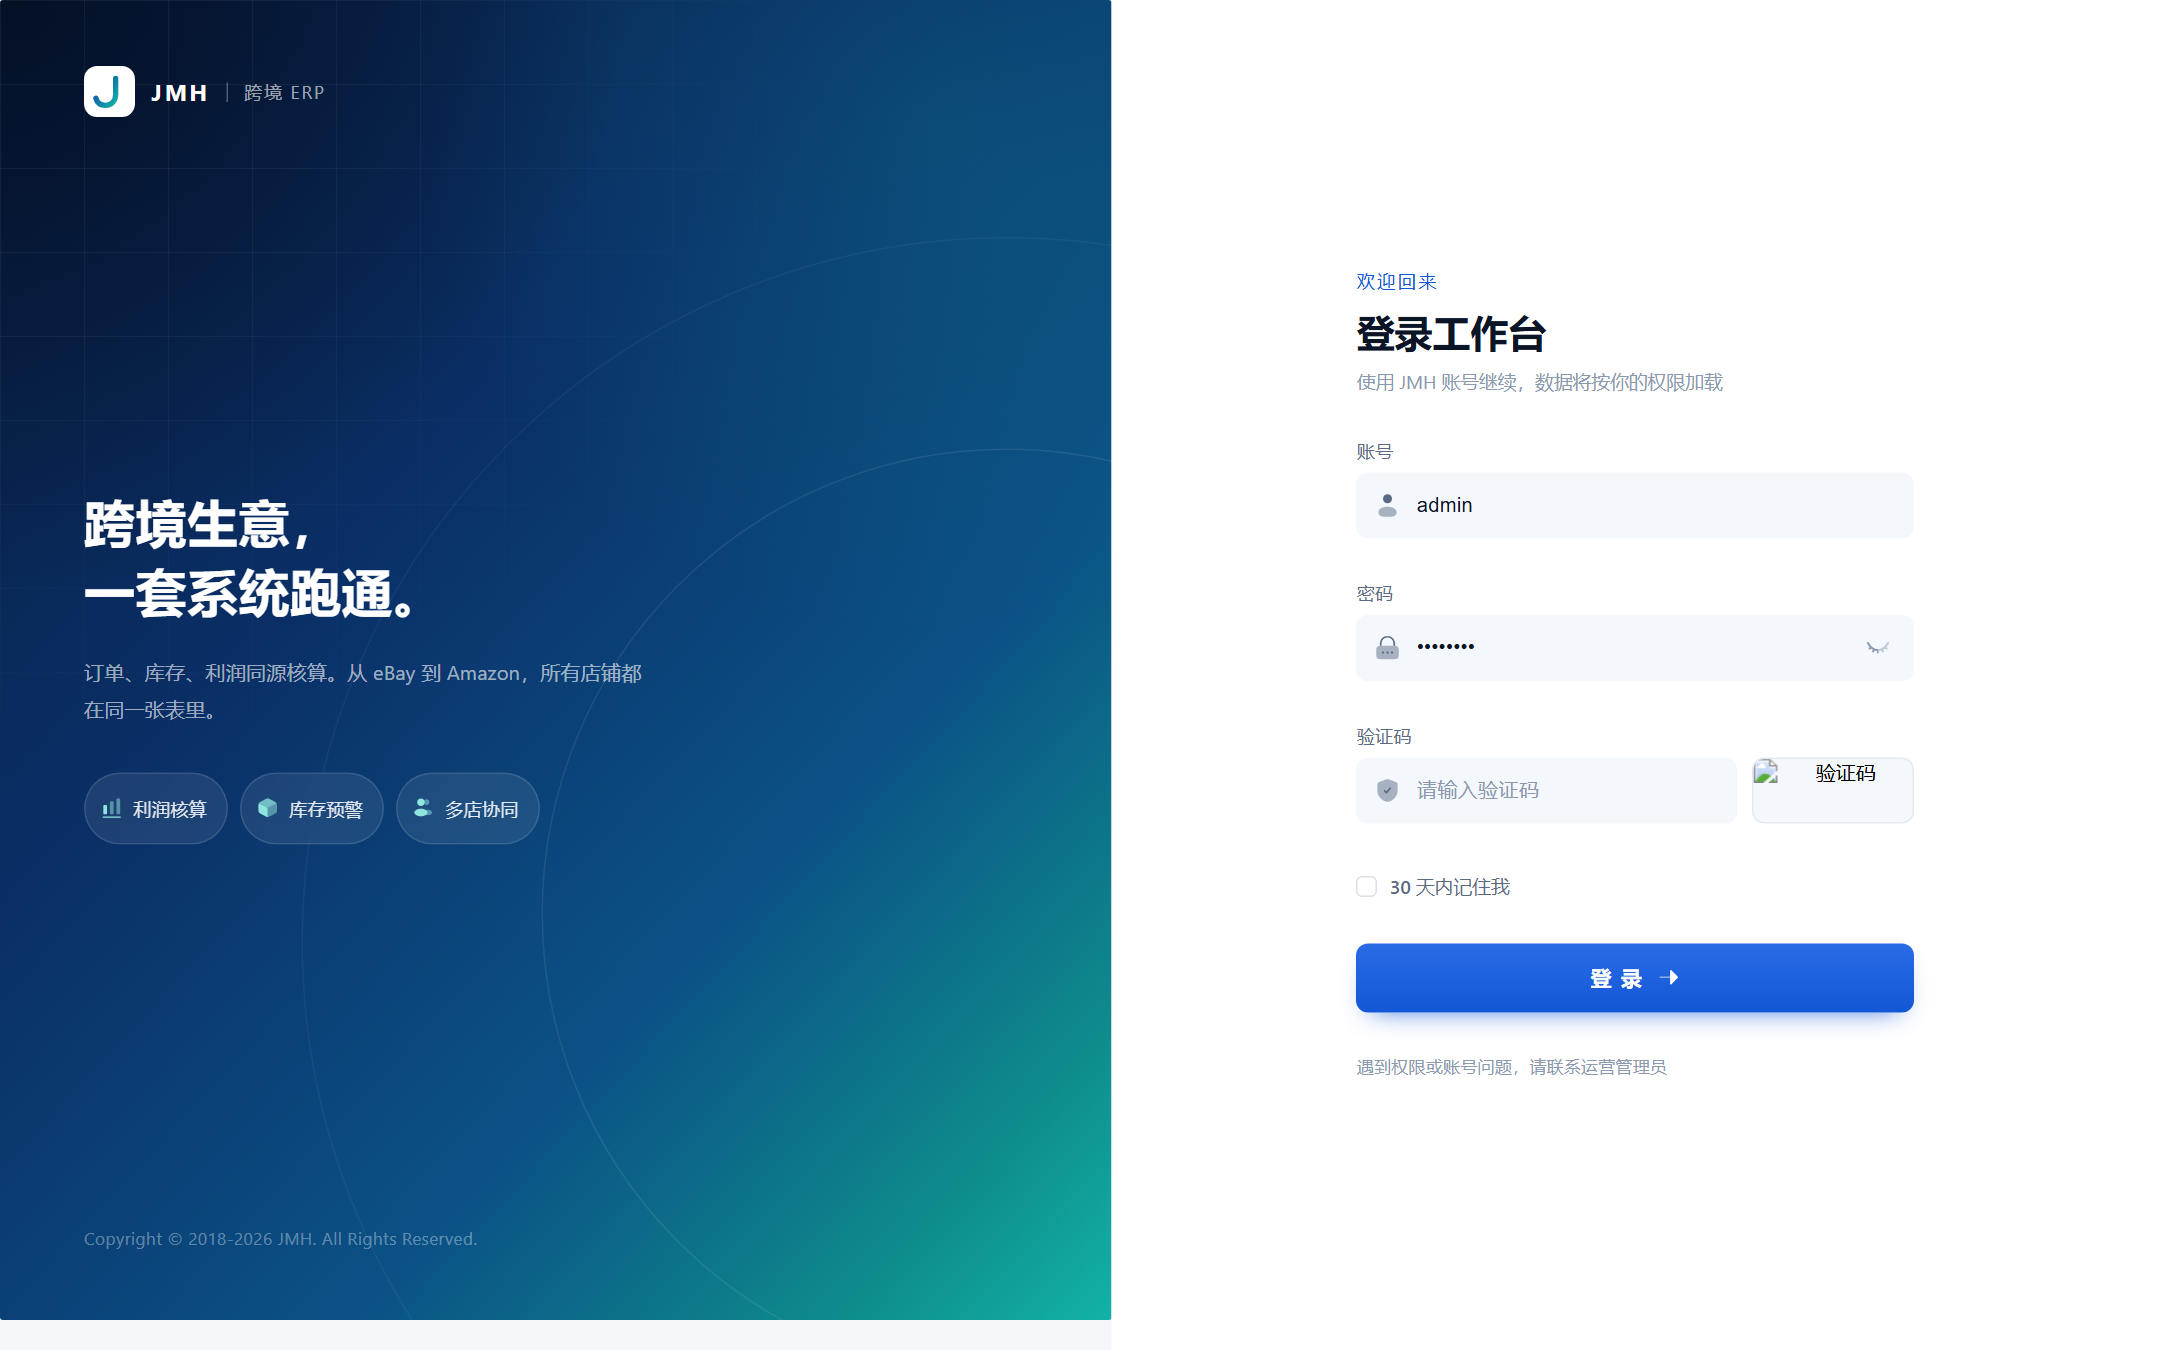 JMH | 跨境 ERP
跨境生意，
一套系统跑通。
订单、库存、利润同源核算。从 eBay 到 Amazon，所有店铺都
在同一张表里。
利润核算
库存预警
多店协同
Copyright © 2018-2026 JMH. All Rights Reserved.
欢迎回来
登录工作台
使用 JMH 账号继续，数据将按你的权限加载
账号
admin
密码
••••••••
验证码
请输入验证码
验证码
30 天内记住我
登 录
遇到权限或账号问题，请联系运营管理员